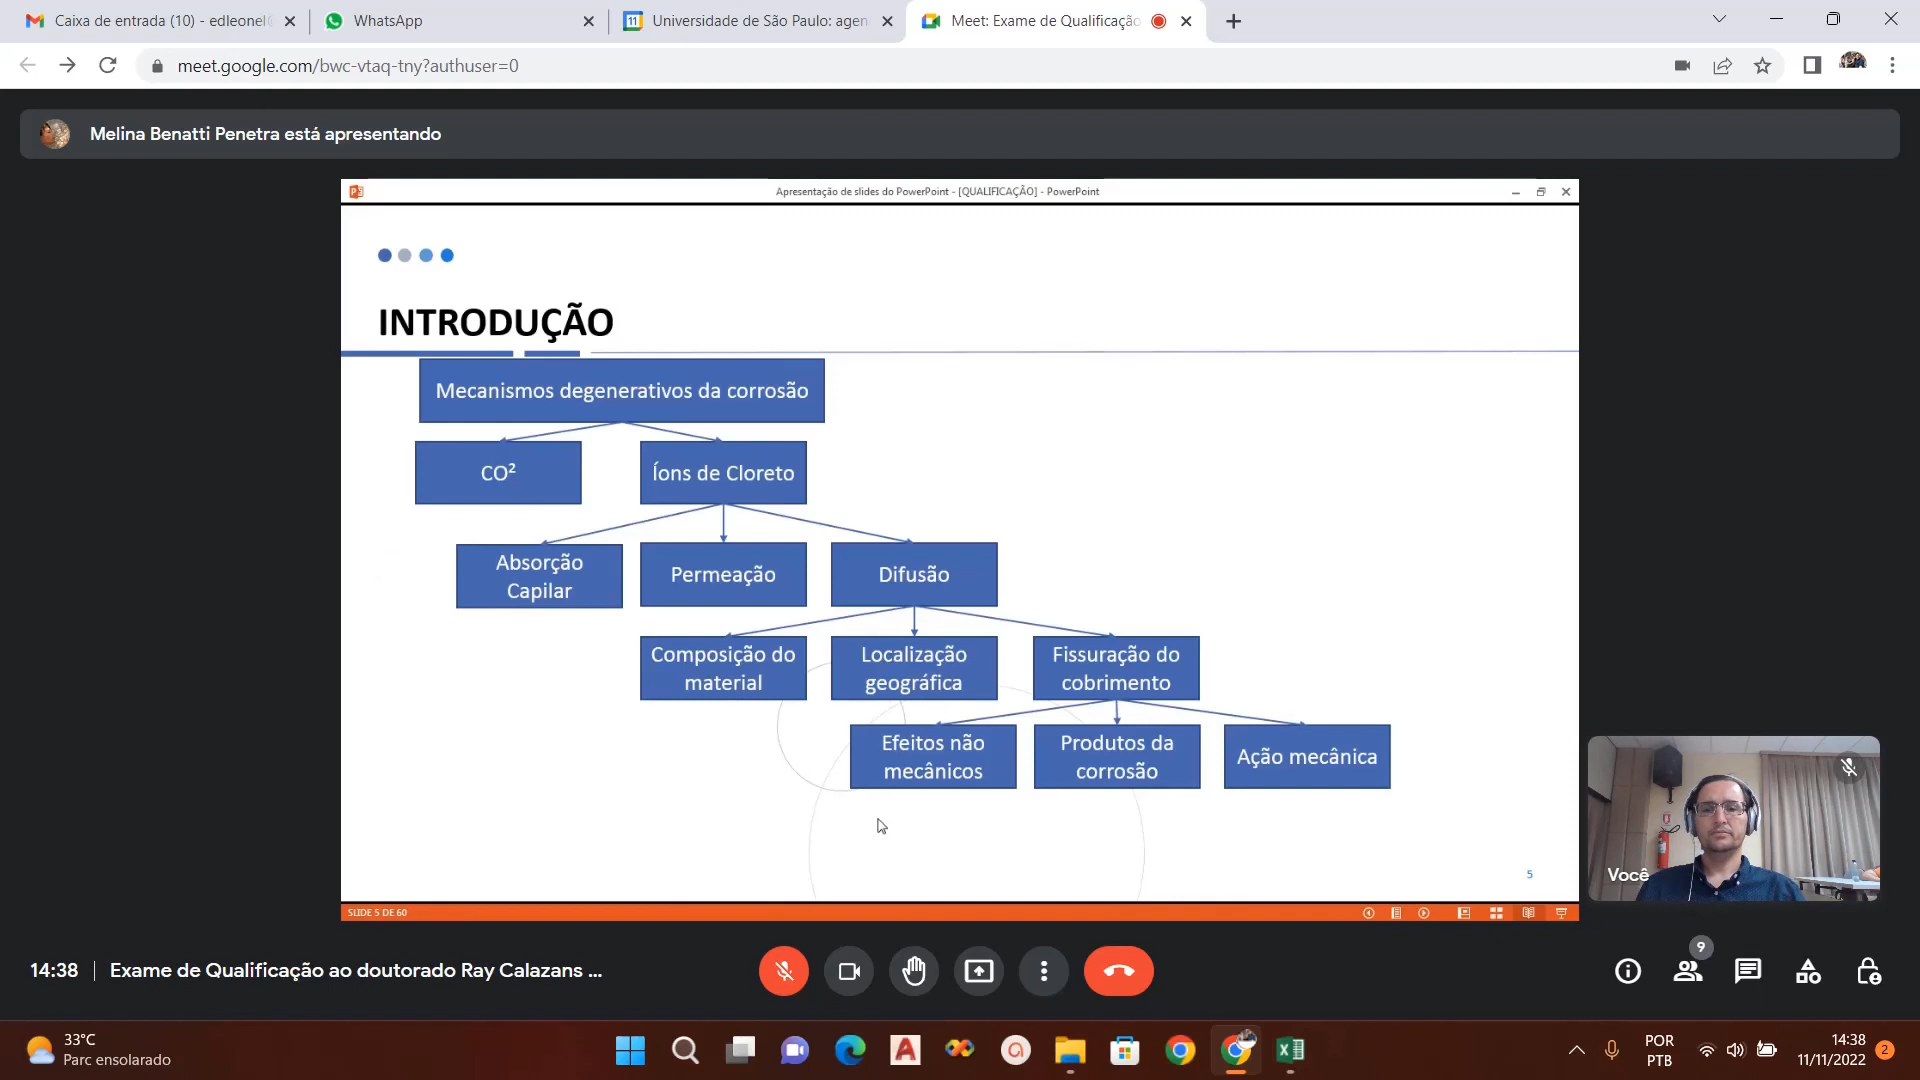 Caixa de entrada (10) - edleonel
WhatsApp
Universidade de São Paulo: agen
Meet: Exame de Qualificação
meet.google.com/bwc-vtaq-tny?authuser=0
Melina Benatti Penetra está apresentando
Apresentação de slides do PowerPoint - [QUALIFICAÇÃO] - PowerPoint
INTRODUÇÃO
Mecanismos degenerativos da corrosão
CO²
Íons de Cloreto
Absorção
Capilar
Permeação
Difusão
Composição do
material
Localização
geográfica
Fissuração do
cobrimento
Efeitos não
mecânicos
Produtos da
corrosão
Ação mecânica
5
SLIDE 5 DE 60
Você
14:38
Exame de Qualificação ao doutorado Ray Calazans ...
9
33°C
Parc ensolarado
POR
PTB
14:38
11/11/2022
2